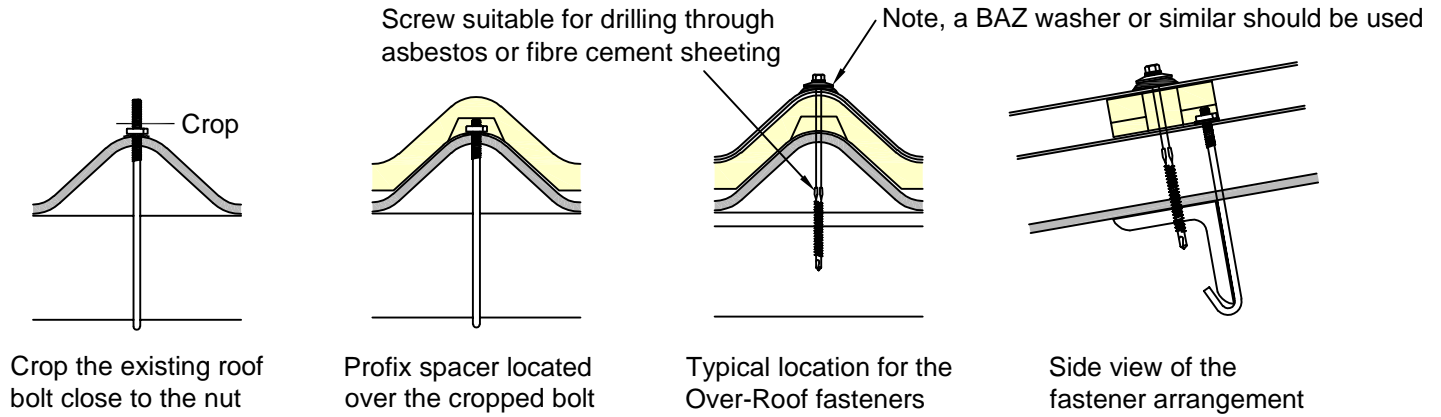 Screw suitable for drilling through
asbestos or fibre cement sheeting
Note, a BAZ washer or similar should be used
Crop
Crop the existing roof
bolt close to the nut
Profix spacer located
over the cropped bolt
Typical location for the
Over-Roof fasteners
Side view of the
fastener arrangement